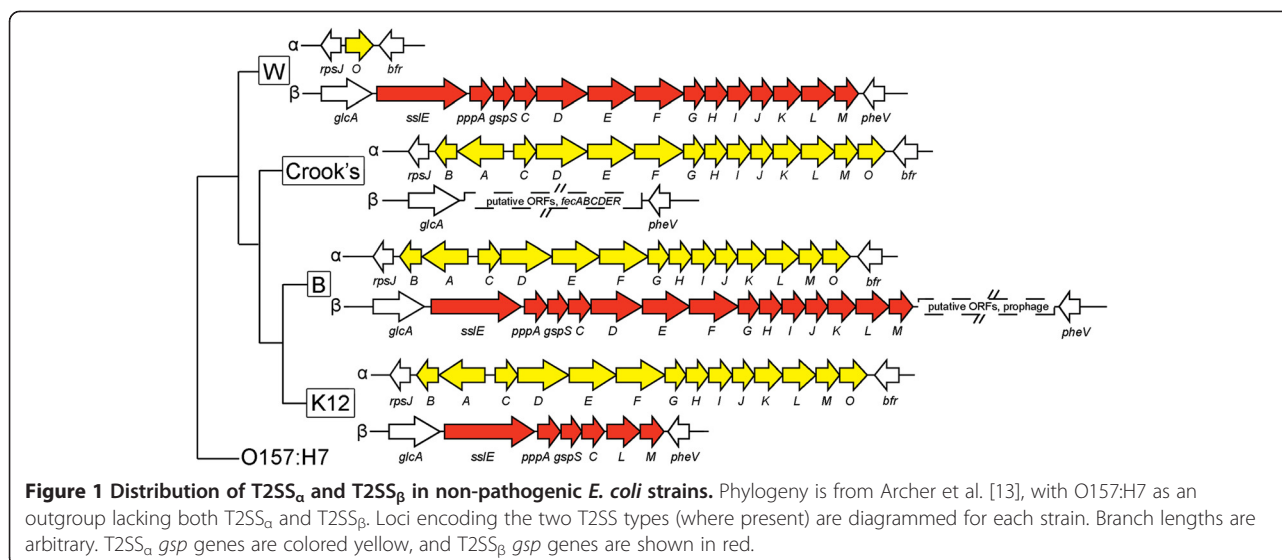 α
rpsJ O bfr
W
β
glcA sslE pppA gspS C D E F G H I J K L M pheV
α
rpsJ B A C D E F G H I J K L M O bfr
Crook's
β
putative ORFs, fecABCDER
glcA pheV
α
rpsJ B A C D E F G H I J K L M O bfr
B
β
putative ORFs, prophage
glcA sslE pppA gspS C D E F G H I J K L M pheV
α
rpsJ B A C D E F G H I J K L M O bfr
K12
β
glcA sslE pppA gspS C L M pheV
O157:H7
Figure 1 Distribution of T2SSα and T2SSβ in non-pathogenic E. coli strains. Phylogeny is from Archer et al. [13], with O157:H7 as an
outgroup lacking both T2SSα and T2SSβ. Loci encoding the two T2SS types (where present) are diagrammed for each strain. Branch lengths are
arbitrary. T2SSα gsp genes are colored yellow, and T2SSβ gsp genes are shown in red.